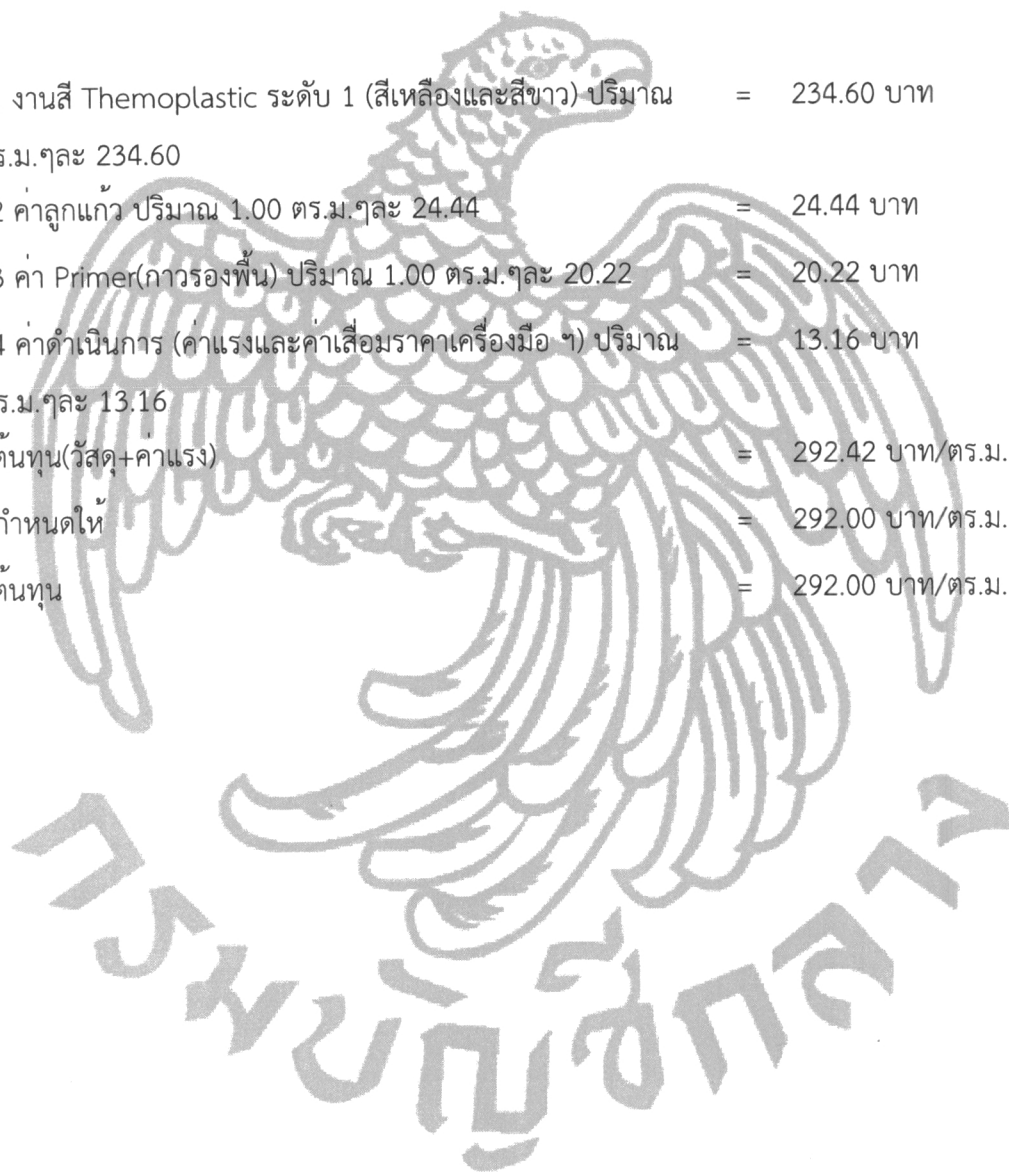 งานสี Themoplastic ระดับ 1 (สีเหลืองและสีขาว) ปริมาณ = 234.60 บาท
ร.ม.ๆละ 234.60
2 ค่าลูกแก้ว ปริมาณ 1.00 ตร.ม.ๆละ 24.44 = 24.44 บาท
3 ค่า Primer(กาวรองพื้น) ปริมาณ 1.00 ตร.ม.ๆละ 20.22 = 20.22 บาท
4 ค่าดำเนินการ (ค่าแรงและค่าเสื่อมราคาเครื่องมือ ฯ) ปริมาณ = 13.16 บาท
ร.ม.ๆละ 13.16
ต้นทุน(วัสดุ+ค่าแรง) = 292.42 บาท/ตร.ม.
กำหนดให้ = 292.00 บาท/ตร.ม.
ต้นทุน = 292.00 บาท/ตร.ม.
กรมบัญชีกลาง